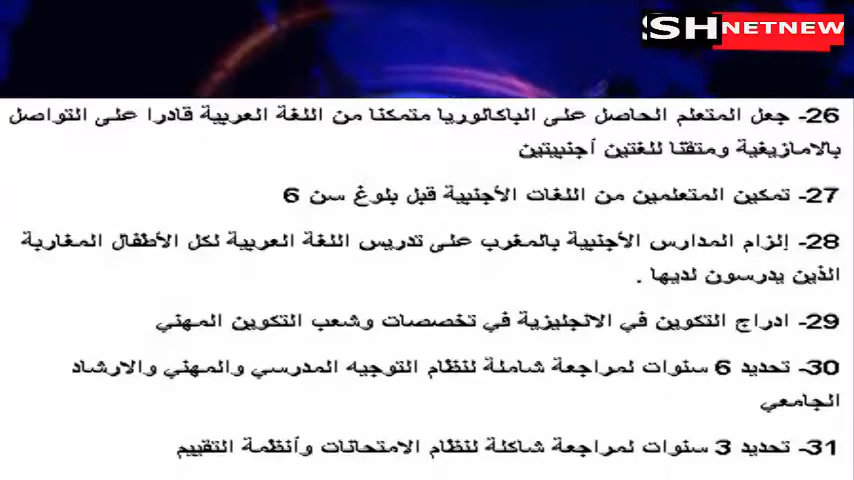 SHNETNEW
26- جعل المتعلم الحاصل على الباكالوريا متمكنا من اللغة العربية قادرا على التواصل
بالامازيغية ومتقنا للغتين أجنبيتين
27- تمكين المتعلمين من اللغات الأجنبية قبل بلوغ سن 6
28- إلزام المدارس الأجنبية بالمغرب على تدريس اللغة العربية لكل الأطفال المغاربة
الذين يدرسون لديها .
29- ادراج التكوين في الانجليزية في تخصصات وشعب التكوين المهني
30- تحديد 6 سنوات لمراجعة شاملة لنظام التوجيه المدرسي والمهني والارشاد
الجامعي
31- تحديد 3 سنوات لمراجعة شاكلة لنظام الامتحانات وأنظمة التقييم